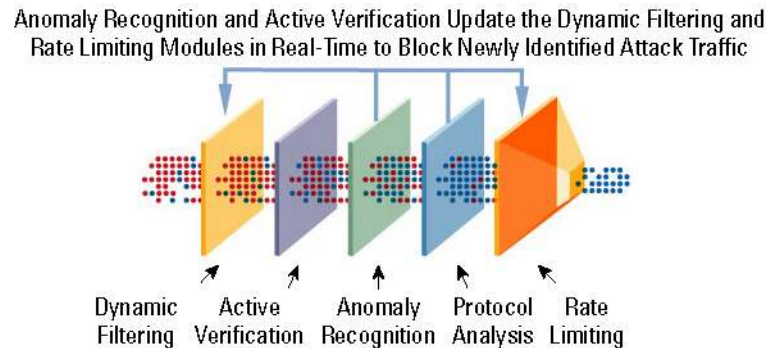 Anomaly Recognition and Active Verification Update the Dynamic Filtering and
Rate Limiting Modules in Real-Time to Block Newly Identified Attack Traffic
Dynamic Filtering
Active Verification
Anomaly Recognition
Protocol Analysis
Rate Limiting